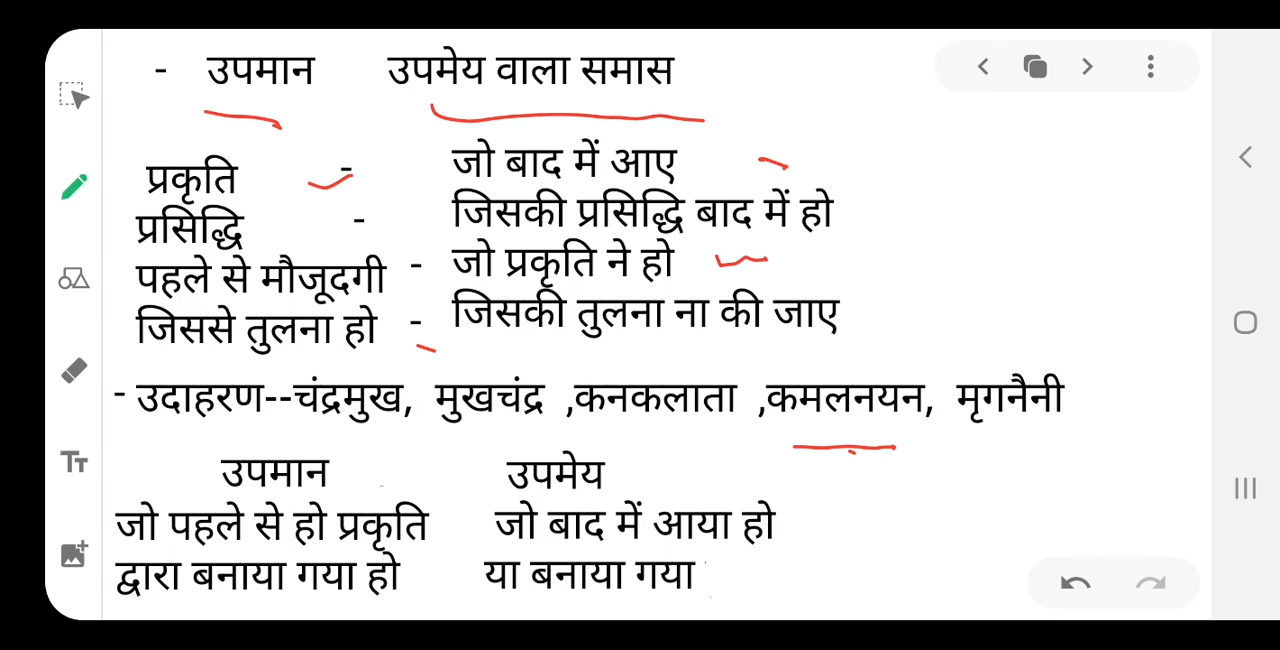 - उपमान उपमेय वाला समास
प्रकृति - जो बाद में आए
प्रसिद्धि - जिसकी प्रसिद्धि बाद में हो
पहले से मौजूदगी - जो प्रकृति ने हो
जिससे तुलना हो - जिसकी तुलना ना की जाए
- उदाहरण--चंद्रमुख, मुखचंद्र ,कनकलाता ,कमलनयन, मृगनैनी
उपमान उपमेय
जो पहले से हो प्रकृति जो बाद में आया हो
द्वारा बनाया गया हो या बनाया गया
TT